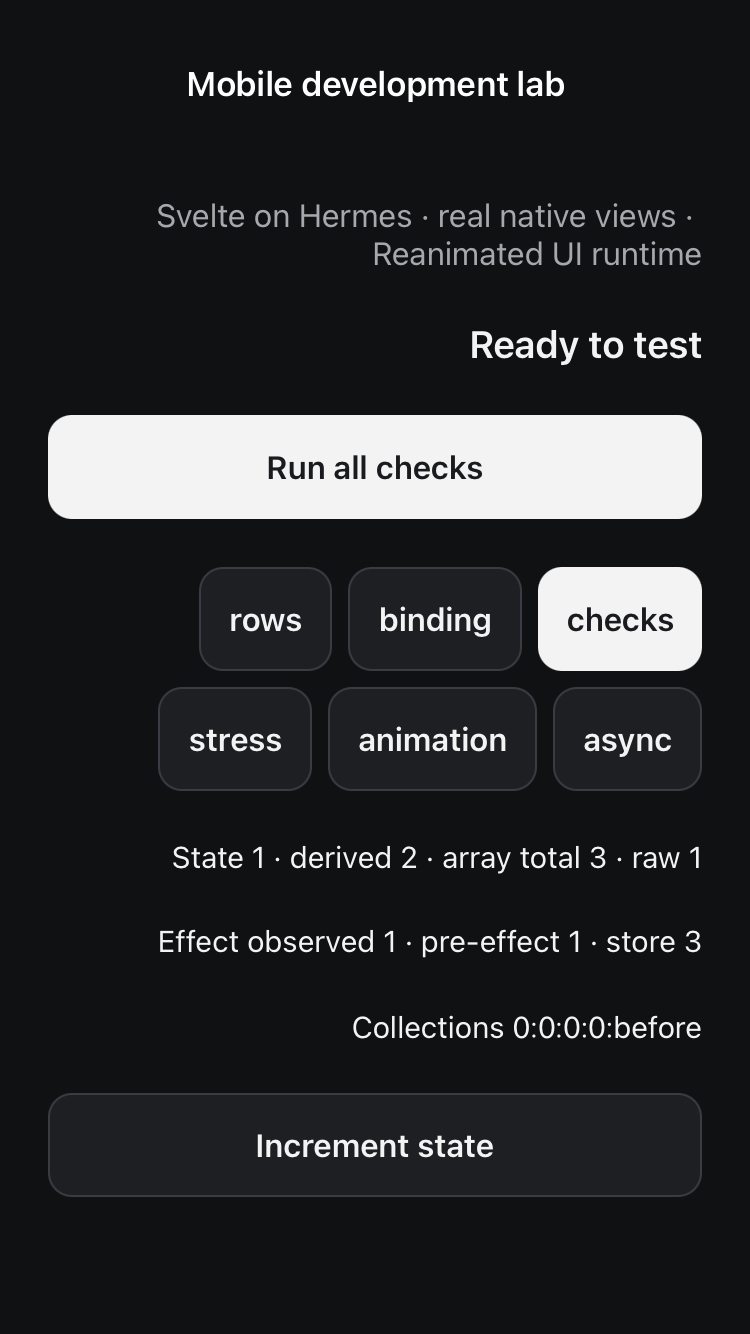 Mobile development lab
Svelte on Hermes · real native views ·
Reanimated UI runtime
Ready to test
Run all checks
rows binding checks
stress animation async
State 1 · derived 2 · array total 3 · raw 1
Effect observed 1 · pre-effect 1 · store 3
Collections 0:0:0:0:before
Increment state